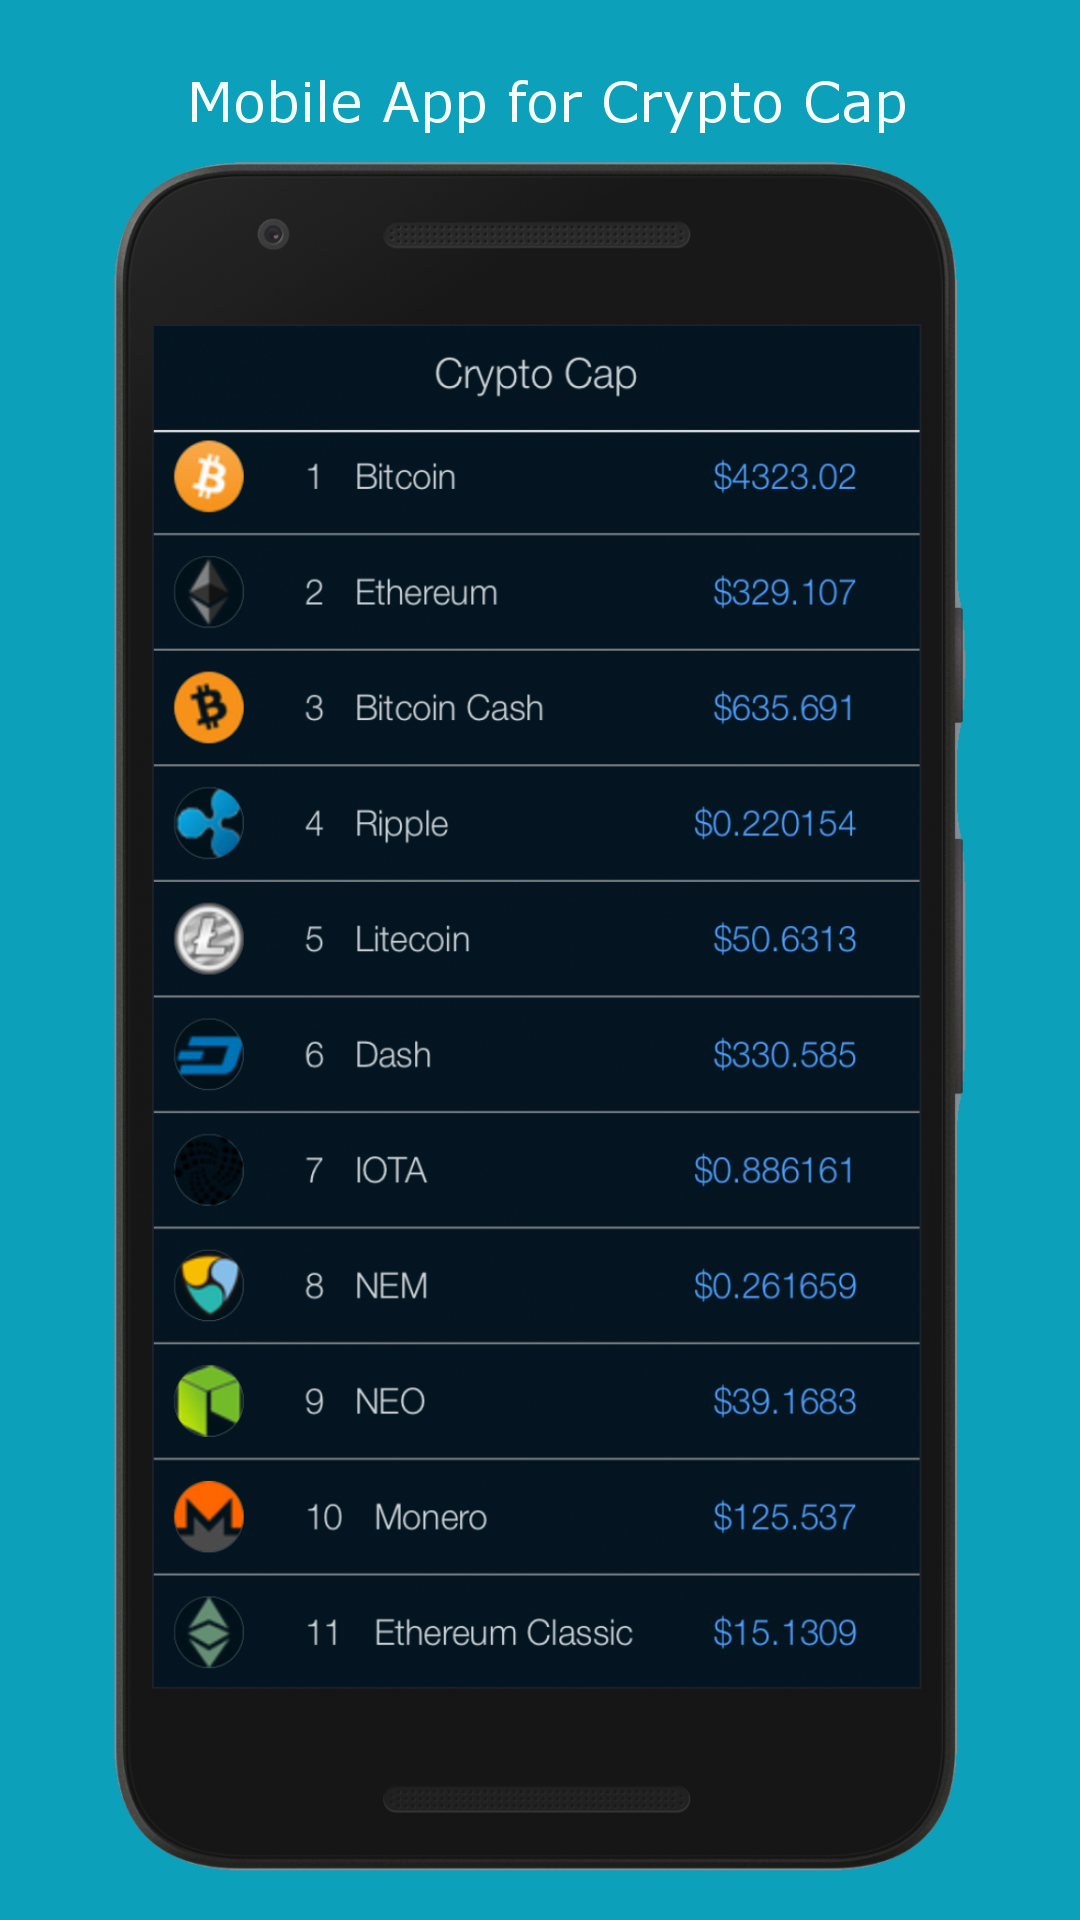 Mobile App for Crypto Cap
Crypto Cap
1 Bitcoin $4323.02
2 Ethereum $329.107
3 Bitcoin Cash $635.691
4 Ripple $0.220154
5 Litecoin $50.6313
6 Dash $330.585
7 IOTA $0.886161
8 NEM $0.261659
9 NEO $39.1683
10 Monero $125.537
11 Ethereum Classic $15.1309